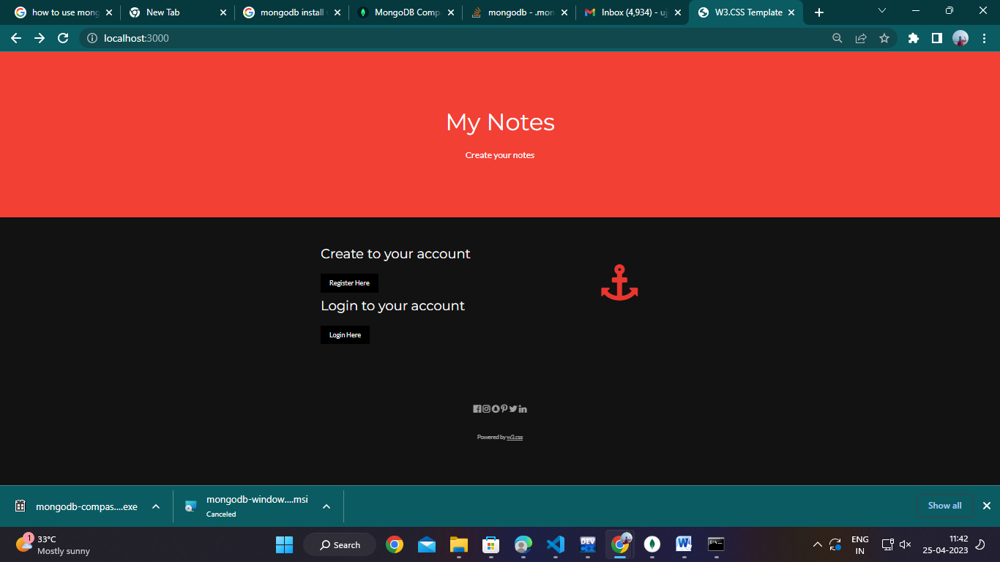 how to use mong
New Tab
mongodb install
MongoDB Comp
mongodb - .mon
Inbox (4,934) - uj
W3.CSS Template
localhost:3000
My Notes
Create your notes
Create to your account
Register Here
Login to your account
Login Here
Powered by w3.css
mongodb-compas....exe
mongodb-window....msi
Canceled
Show all
1
33°C
Mostly sunny
Search
DEV
ENG
IN
11:42
25-04-2023